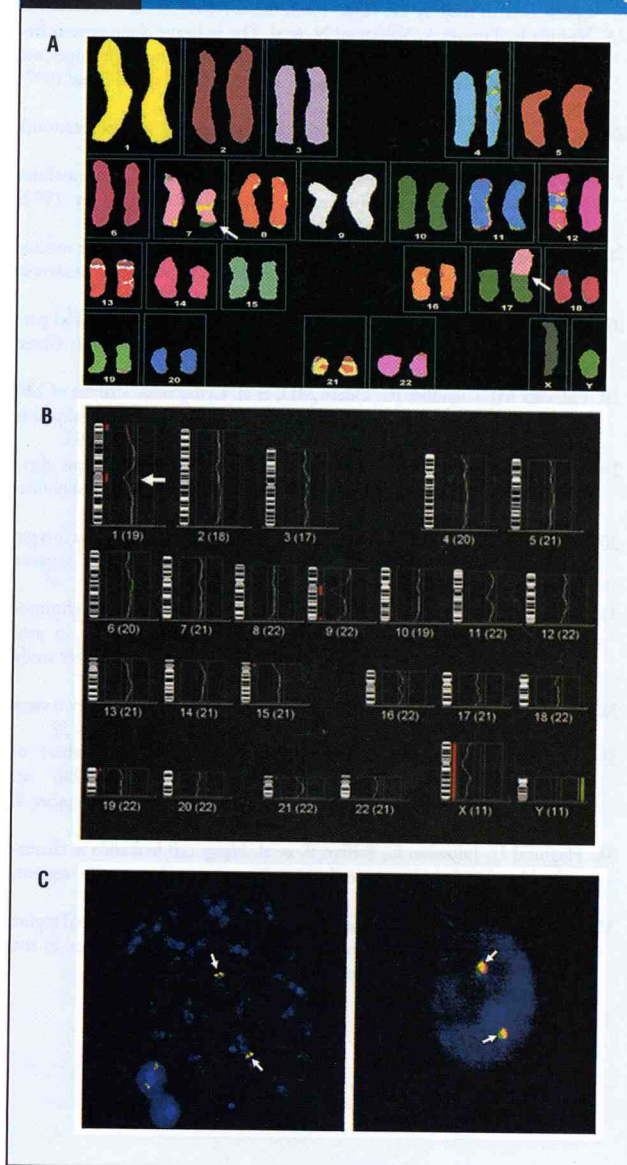 A
1 2 3 4 5
6 7 8 9 10 11 12
13 14 15 16 17 18
19 20 21 22 X Y
B
1 (19) 2 (18) 3 (17) 4 (20) 5 (21)
6 (20) 7 (21) 8 (22) 9 (22) 10 (19) 11 (22) 12 (22)
13 (21) 14 (21) 15 (21) 16 (22) 17 (21) 18 (22)
19 (22) 20 (22) 21 (22) 22 (21) X (11) Y (11)
C